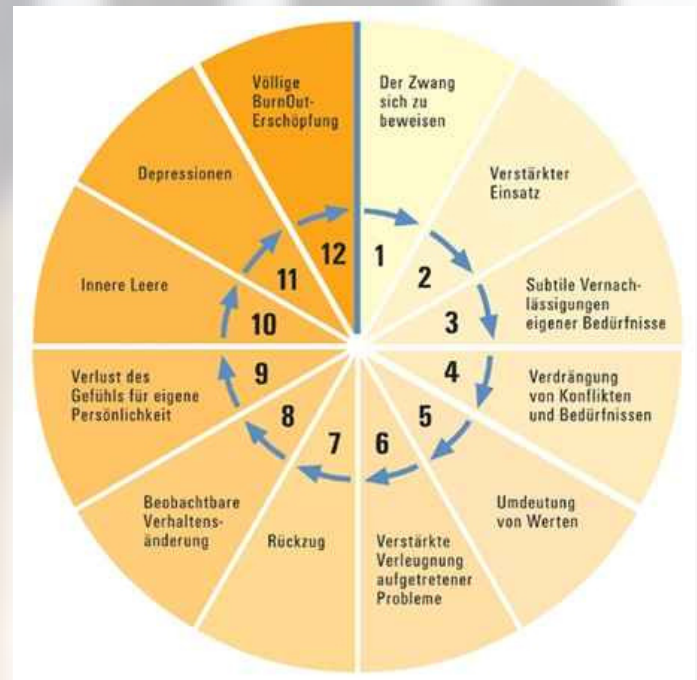 Der Zwang
sich zu
beweisen
1
Verstärkter
Einsatz
2
Subtile Vernach-
lässigungen
eigener Bedürfnisse
3
Verdrängung
von Konflikten
und Bedürfnissen
4
Umdeutung
von Werten
5
Verstärkte
Verleugnung
aufgetretener
Probleme
6
Rückzug
7
Beobachtbare
Verhaltens-
änderung
8
Verlust des
Gefühls für eigene
Persönlichkeit
9
Innere Leere
10
Depressionen
11
Völlige
BurnOut-
Erschöpfung
12